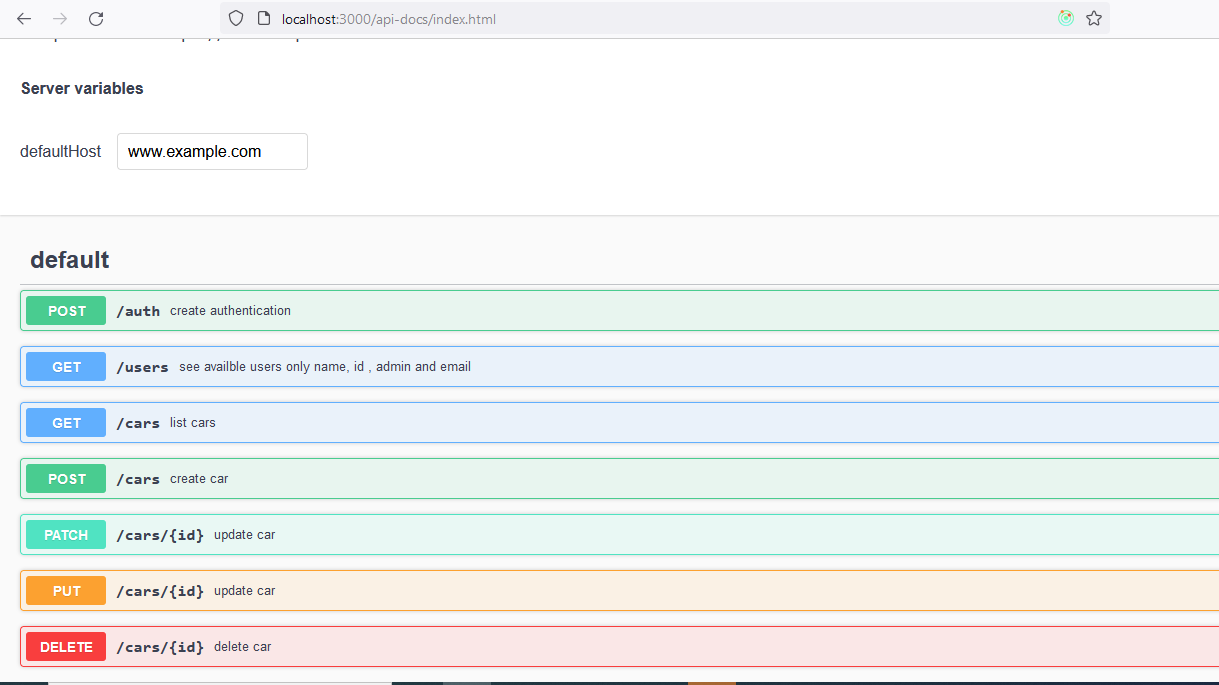 localhost:3000/api-docs/index.html
Server variables
defaultHost www.example.com
default
POST /auth create authentication
GET /users see availble users only name, id , admin and email
GET /cars list cars
POST /cars create car
PATCH /cars/{id} update car
PUT /cars/{id} update car
DELETE /cars/{id} delete car